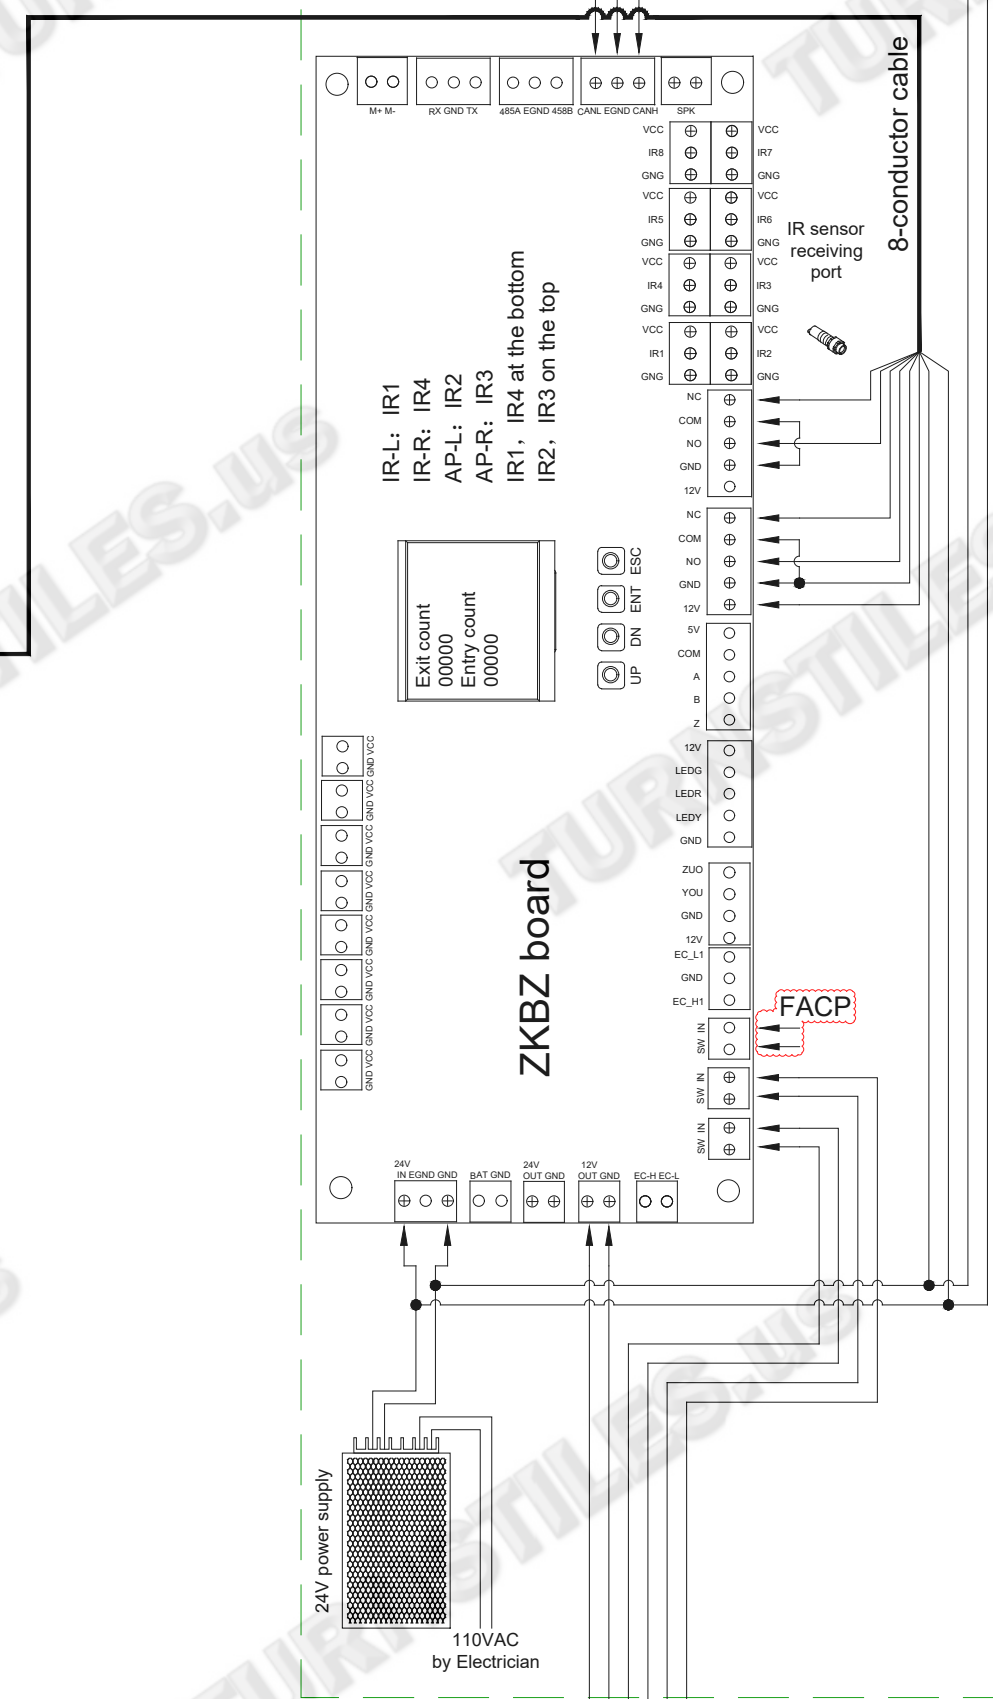 8-conductor cable
M+ M-
RX GND TX
485A EGND 458B
CANL EGND CANH
SPK
VCC
IR8
GNG
VCC
IR7
GNG
VCC
IR5
GNG
VCC
IR6
GNG
VCC
IR4
GNG
VCC
IR3
GNG
VCC
IR1
GNG
VCC
IR2
GNG
IR sensor
receiving
port
IR-L: IR1
IR-R: IR4
AP-L: IR2
AP-R: IR3
IR1, IR4 at the bottom
IR2, IR3 on the top
NC
COM
NO
GND
12V
NC
COM
NO
GND
12V
5V
COM
A
B
Z
12V
LEDG
LEDR
LEDY
GND
ZUO
YOU
GND
12V
EC_L1
GND
EC_H1
SW IN
SW IN
SW IN
FACP
Exit count
00000
Entry count
00000
ESC
ENT
DN
UP
GND VCC
GND VCC
GND VCC
GND VCC
GND VCC
GND VCC
GND VCC
GND VCC
ZKBZ board
24V
IN EGND GND
BAT GND
24V
OUT GND
12V
OUT GND
EC-H EC-L
24V power supply
110VAC
by Electrician
TURNSTILES.us